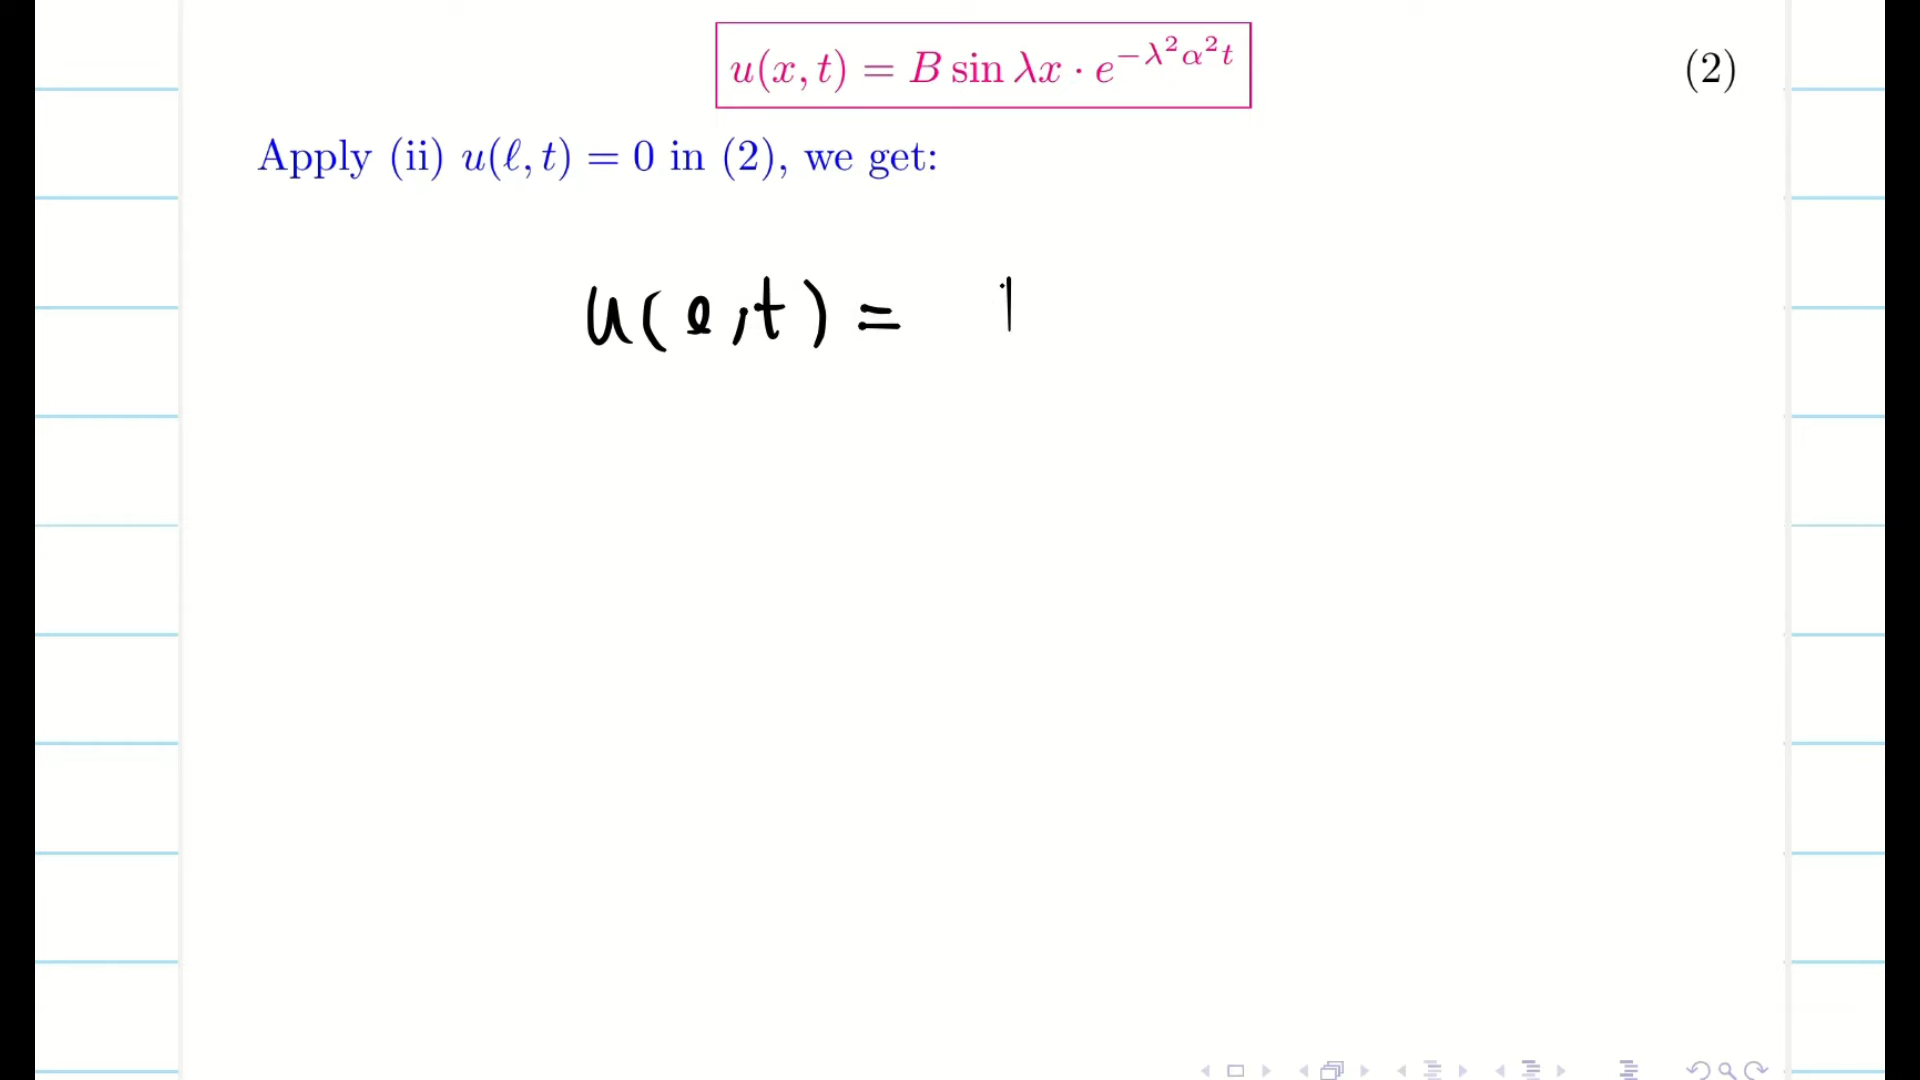 u(x, t) = B sin λx · e^{−λ²α²t} (2)
Apply (ii) u(ℓ, t) = 0 in (2), we get:
u(ℓ,t) =